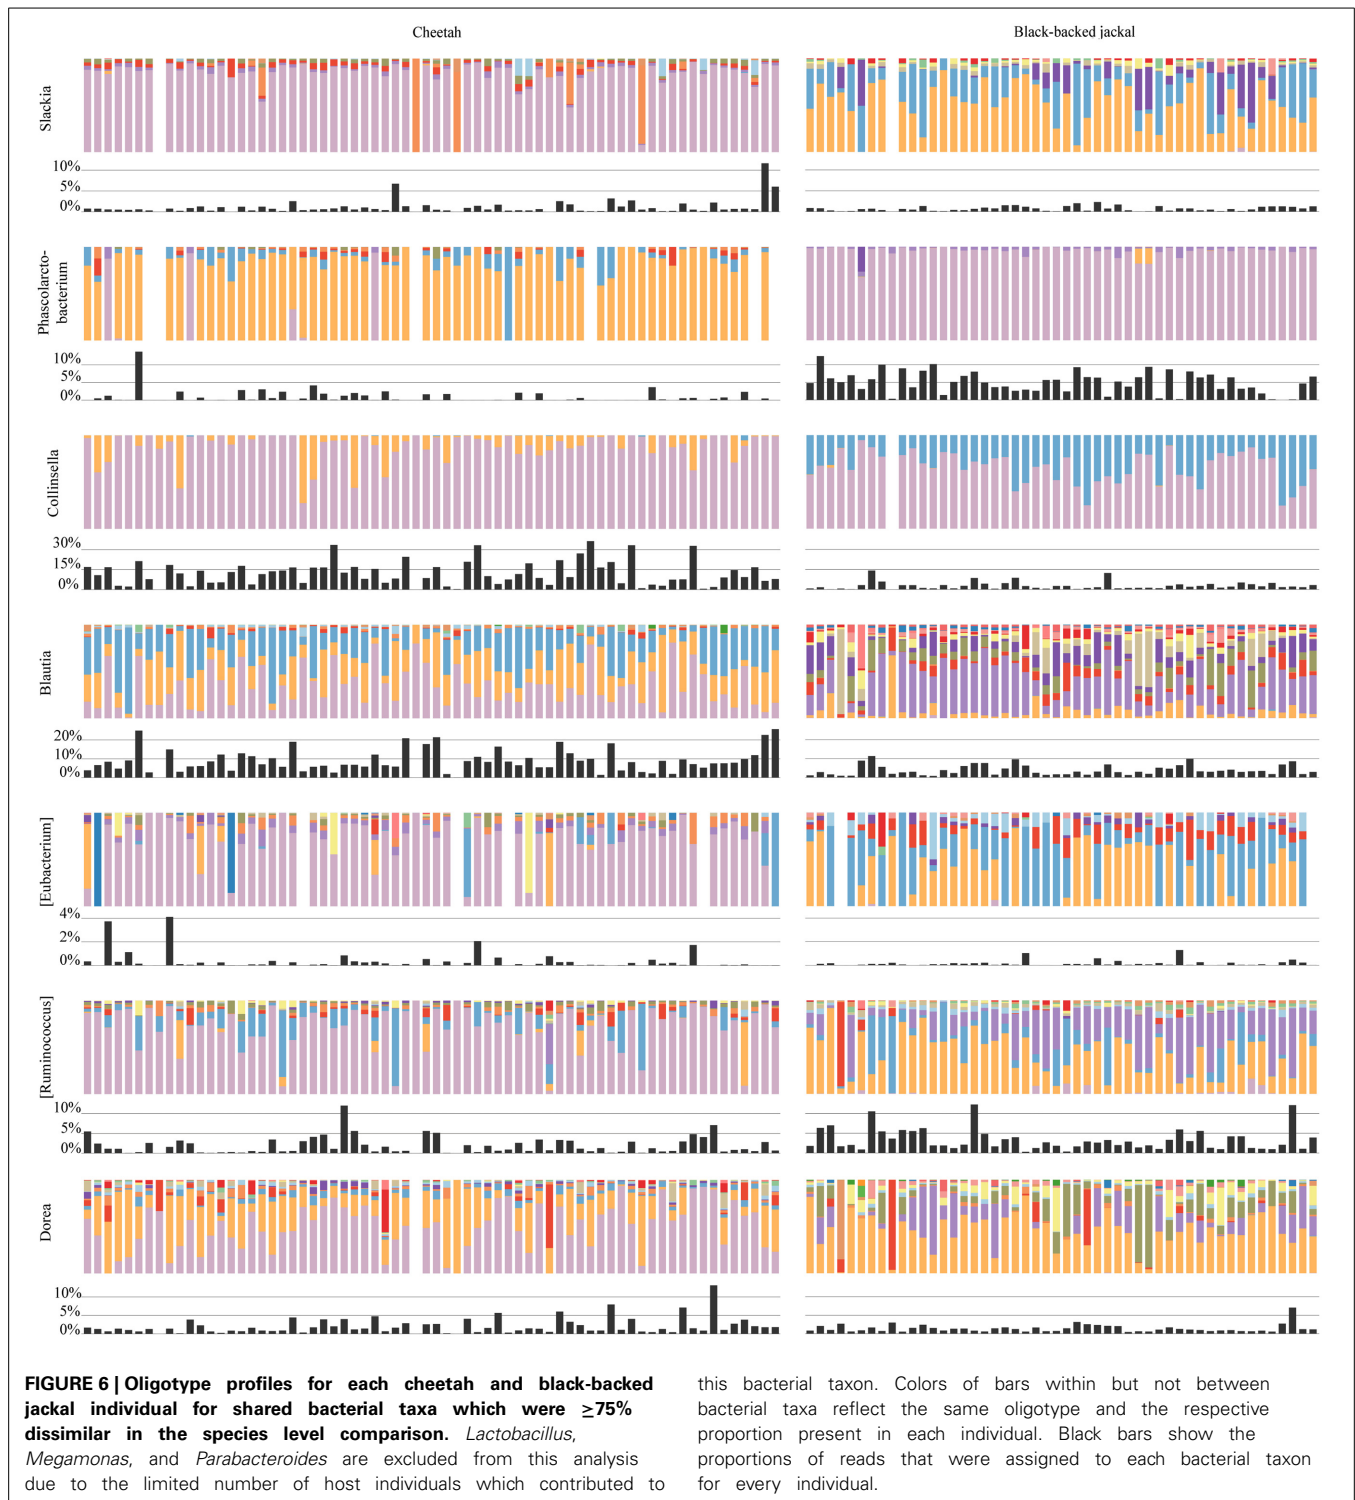 Cheetah
Black-backed jackal
Slackia
10%
5%
0%
Phascolarcto-
bacterium
10%
5%
0%
Collinsella
30%
15%
0%
Blautia
20%
10%
0%
[Eubacterium]
4%
2%
0%
[Ruminococcus]
10%
5%
0%
Dorea
10%
5%
0%
FIGURE 6 | Oligotype profiles for each cheetah and black-backed
jackal individual for shared bacterial taxa which were ≥75%
dissimilar in the species level comparison. Lactobacillus,
Megamonas, and Parabacteroides are excluded from this analysis
due to the limited number of host individuals which contributed to
this bacterial taxon. Colors of bars within but not between
bacterial taxa reflect the same oligotype and the respective
proportion present in each individual. Black bars show the
proportions of reads that were assigned to each bacterial taxon
for every individual.